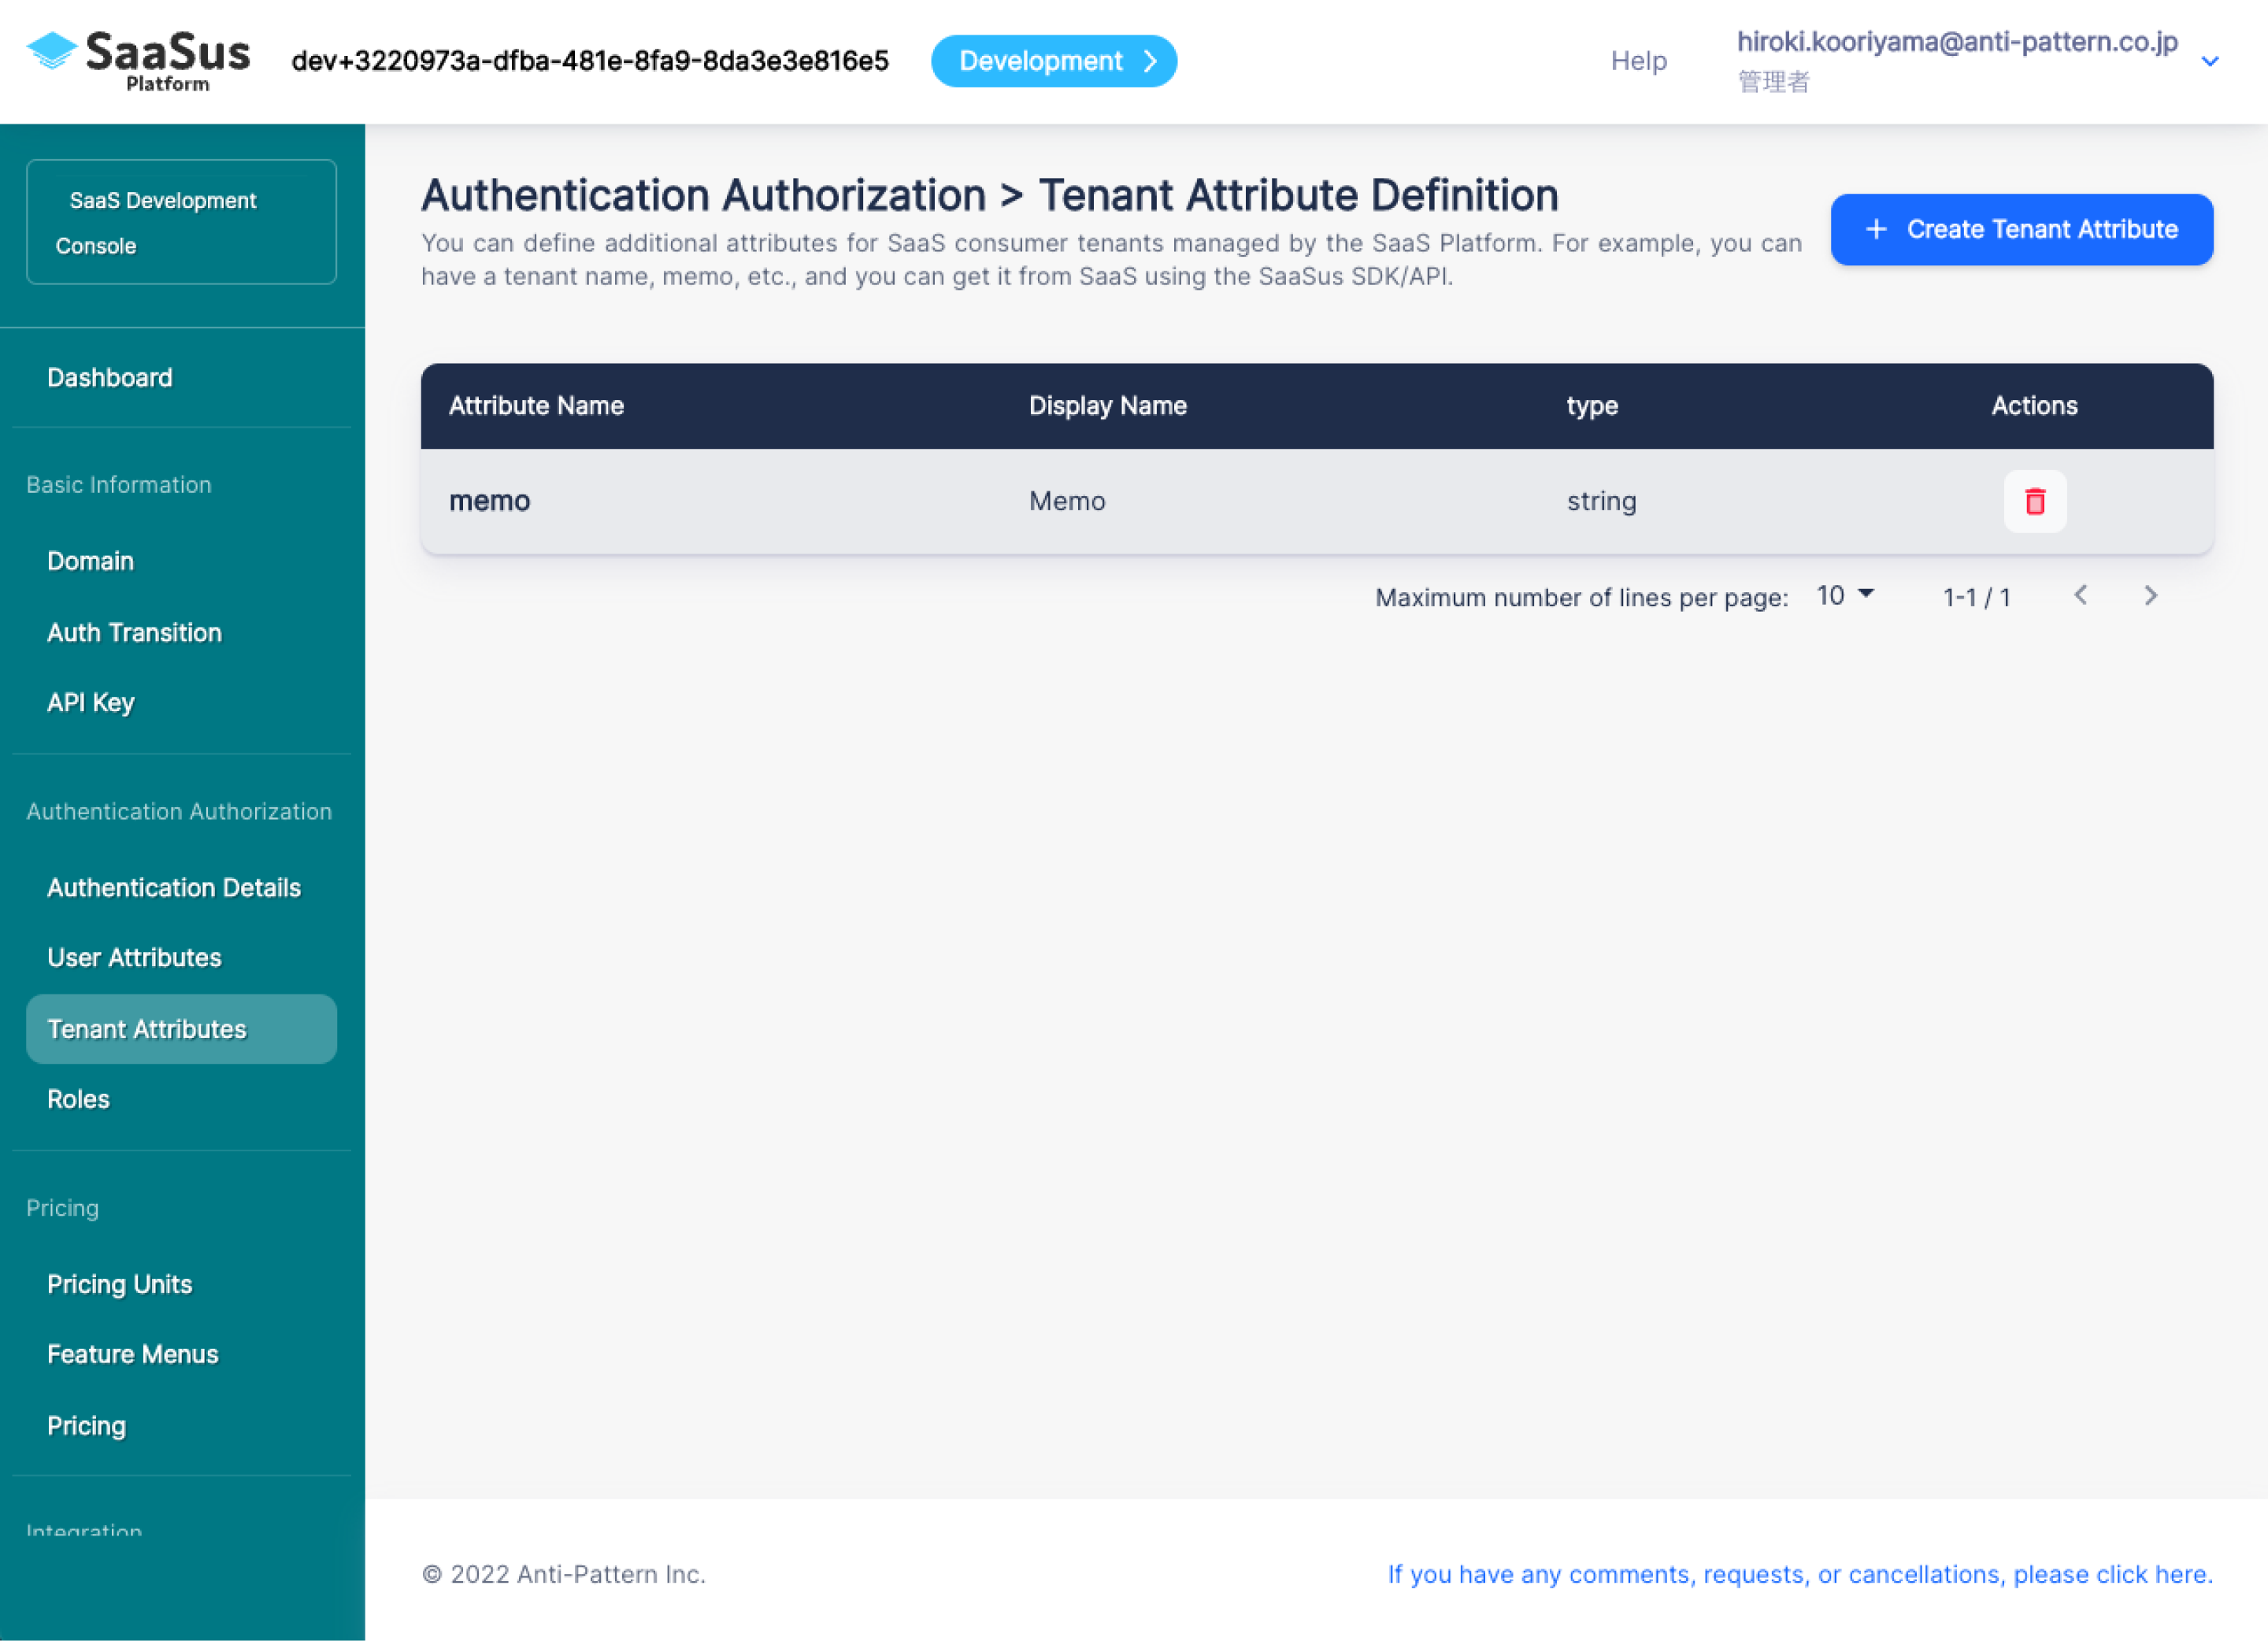 SaaSus
Platform
dev+3220973a-dfba-481e-8fa9-8da3e3e816e5
Development
Help
hiroki.kooriyama@anti-pattern.co.jp
管理者
SaaS Development
Console
Dashboard
Basic Information
Domain
Auth Transition
API Key
Authentication Authorization
Authentication Details
User Attributes
Tenant Attributes
Roles
Pricing
Pricing Units
Feature Menus
Pricing
Integration
Authentication Authorization > Tenant Attribute Definition
You can define additional attributes for SaaS consumer tenants managed by the SaaS Platform. For example, you can
have a tenant name, memo, etc., and you can get it from SaaS using the SaaSus SDK/API.
+ Create Tenant Attribute
Attribute Name Display Name type Actions
memo Memo string
Maximum number of lines per page: 10 1-1 / 1
© 2022 Anti-Pattern Inc.
If you have any comments, requests, or cancellations, please click here.